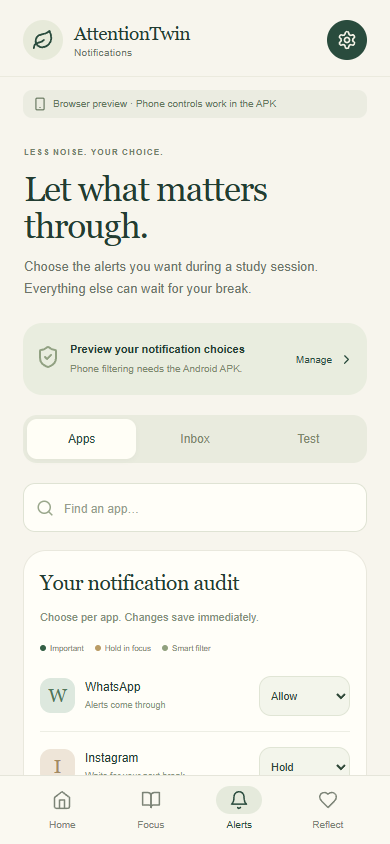 AttentionTwin
Notifications
Browser preview · Phone controls work in the APK
LESS NOISE. YOUR CHOICE.
Let what matters
through.
Choose the alerts you want during a study session.
Everything else can wait for your break.
Preview your notification choices
Phone filtering needs the Android APK.
Manage
Apps
Inbox
Test
Find an app...
Your notification audit
Choose per app. Changes save immediately.
Important
Hold in focus
Smart filter
W
WhatsApp
Alerts come through
Allow
I
Instagram
Hold
Home
Focus
Alerts
Reflect